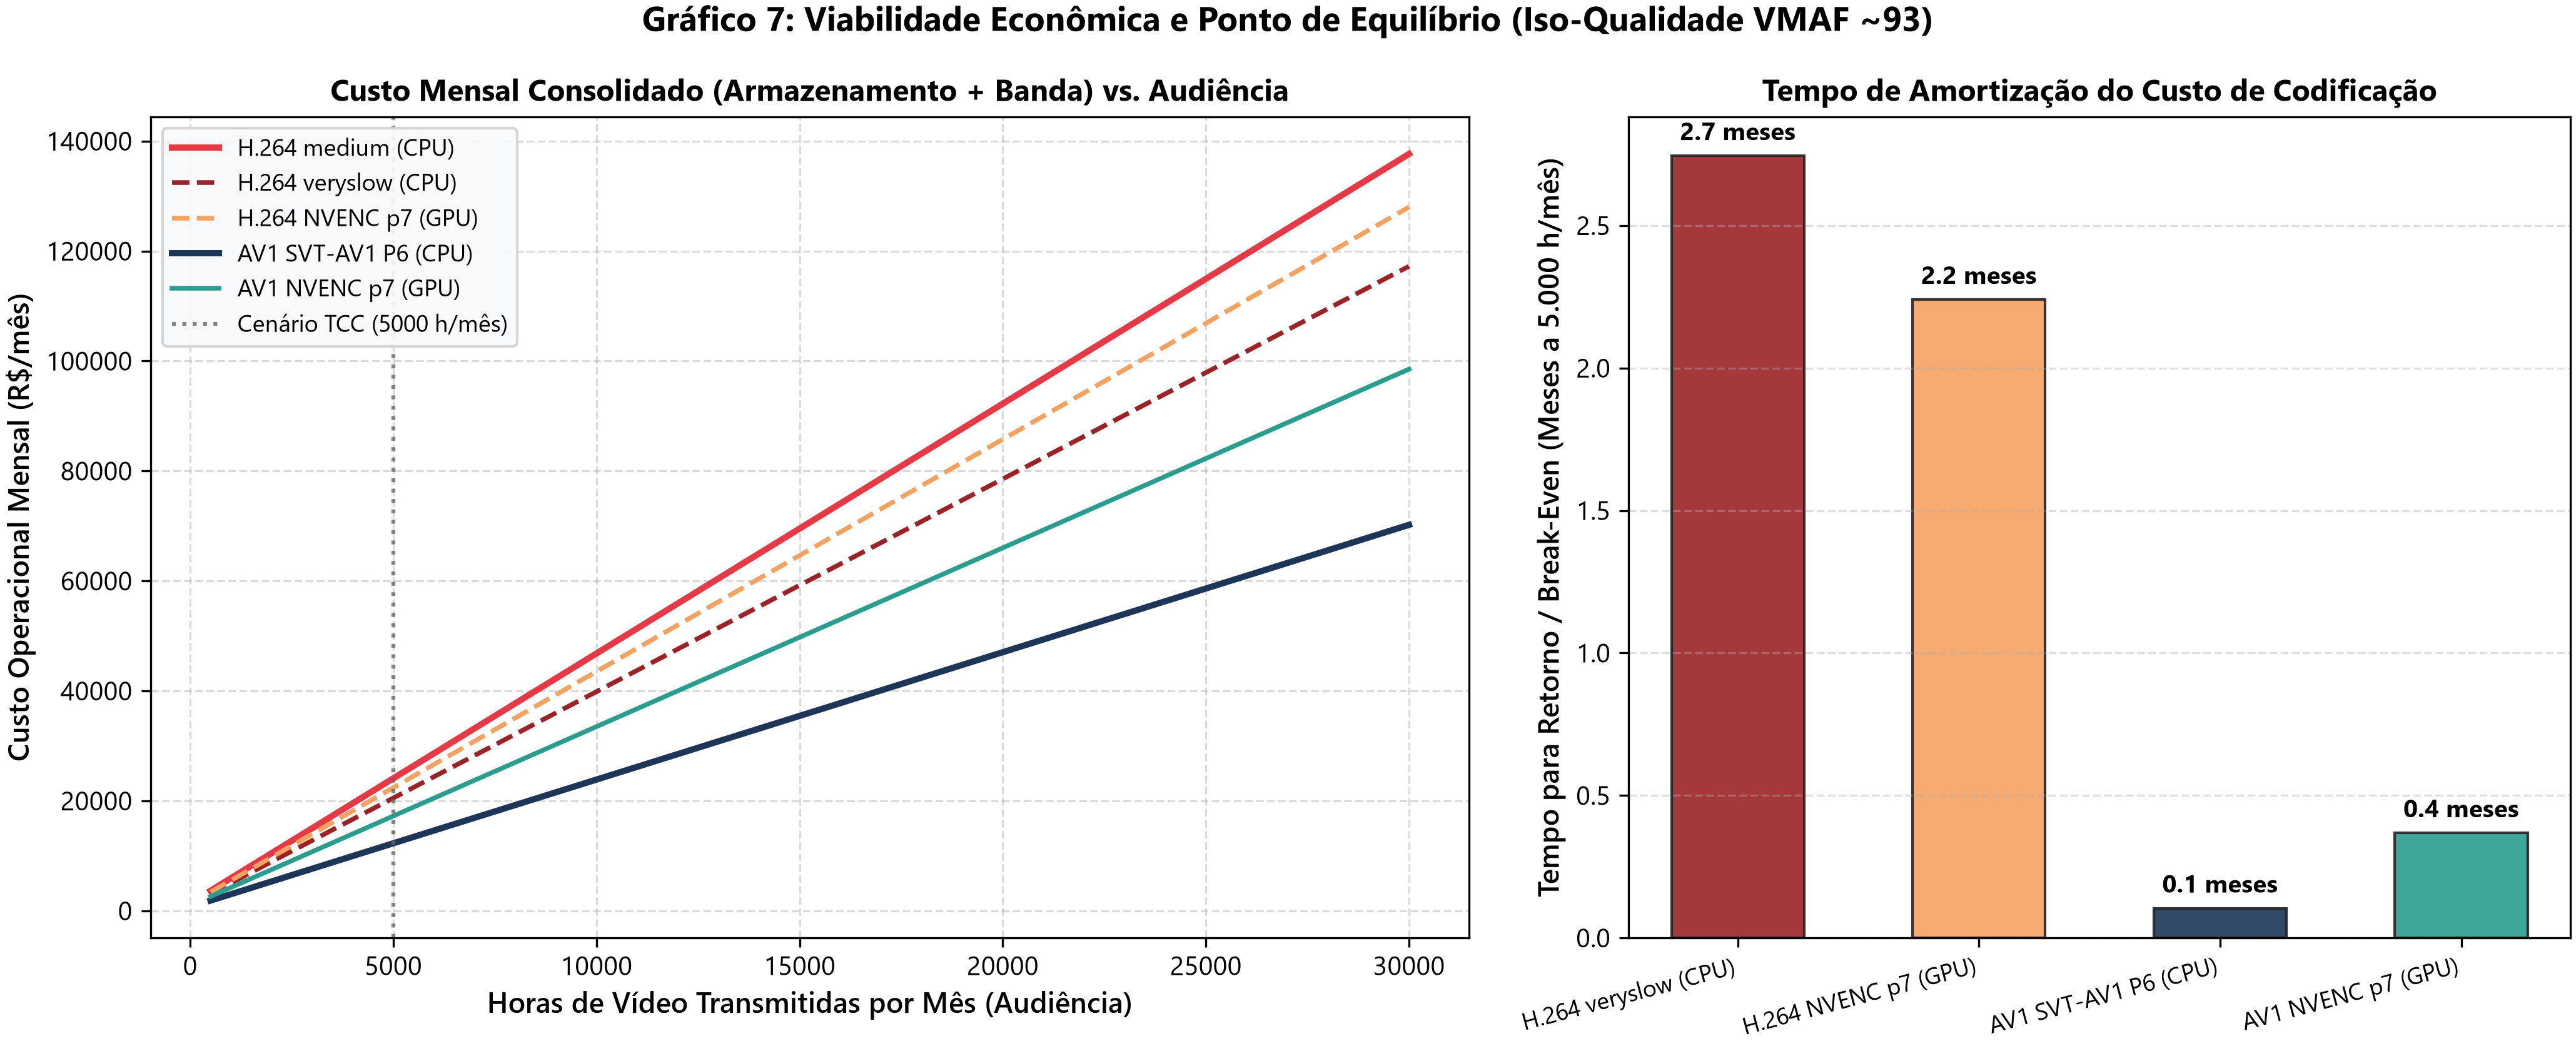 Gráfico 7: Viabilidade Econômica e Ponto de Equilíbrio (Iso-Qualidade VMAF ~93)
Custo Mensal Consolidado (Armazenamento + Banda) vs. Audiência
Custo Operacional Mensal (R$/mês)
140000
120000
100000
80000
60000
40000
20000
0
H.264 medium (CPU)
H.264 veryslow (CPU)
H.264 NVENC p7 (GPU)
AV1 SVT-AV1 P6 (CPU)
AV1 NVENC p7 (GPU)
Cenário TCC (5000 h/mês)
0
5000
10000
15000
20000
25000
30000
Horas de Vídeo Transmitidas por Mês (Audiência)
Tempo de Amortização do Custo de Codificação
Tempo para Retorno / Break-Even (Meses a 5.000 h/mês)
2.5
2.0
1.5
1.0
0.5
0.0
2.7 meses
2.2 meses
0.1 meses
0.4 meses
H.264 veryslow (CPU)
H.264 NVENC p7 (GPU)
AV1 SVT-AV1 P6 (CPU)
AV1 NVENC p7 (GPU)